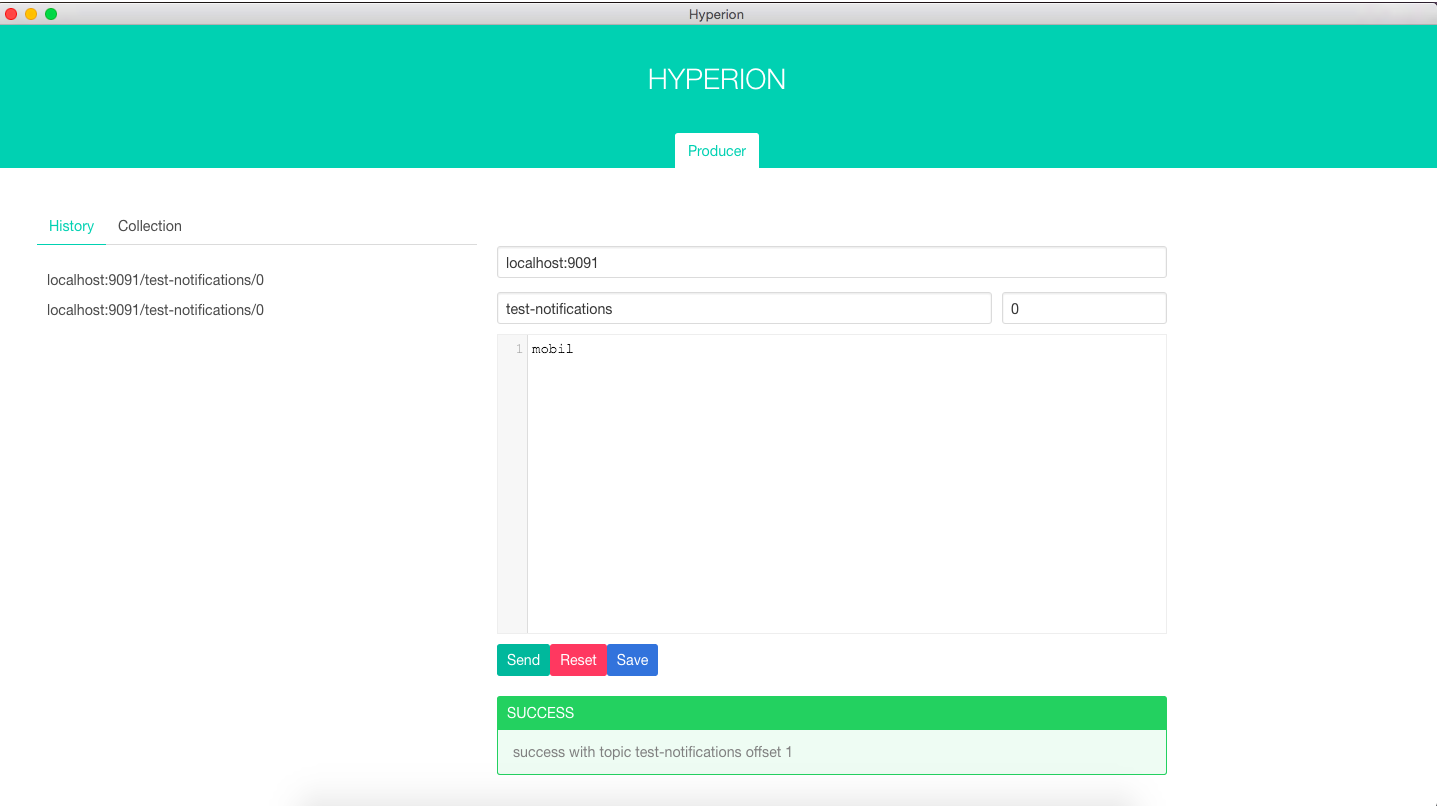 Hyperion
HYPERION
Producer
History Collection
localhost:9091/test-notifications/0
localhost:9091/test-notifications/0
localhost:9091
test-notifications 0
1 mobil
Send Reset Save
SUCCESS
success with topic test-notifications offset 1